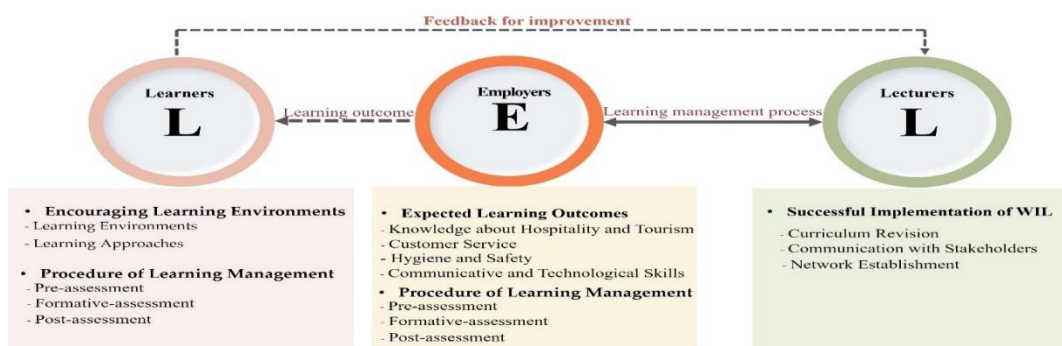 Feedback for improvement
Learners
L
Learning outcome
Employers
E
Learning management process
Lecturers
L
• Encouraging Learning Environments
- Learning Environments
- Learning Approaches
• Procedure of Learning Management
- Pre-assessment
- Formative-assessment
- Post-assessment
• Expected Learning Outcomes
- Knowledge about Hospitality and Tourism
- Customer Service
- Hygiene and Safety
- Communicative and Technological Skills
• Procedure of Learning Management
- Pre-assessment
- Formative-assessment
- Post-assessment
• Successful Implementation of WIL
- Curriculum Revision
- Communication with Stakeholders
- Network Establishment